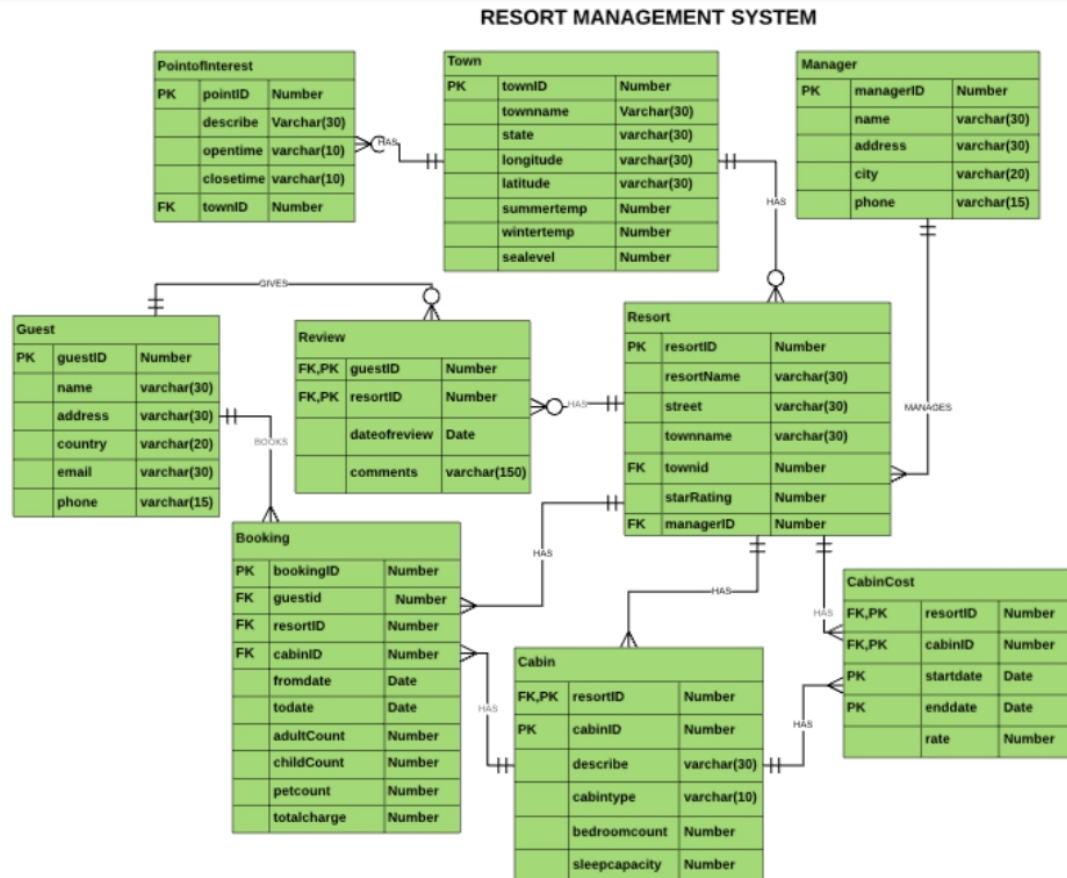 RESORT MANAGEMENT SYSTEM
PointofInterest
PK pointID Number
describe Varchar(30)
opentime varchar(10)
closetime varchar(10)
FK townID Number
HAS
Town
PK townID Number
townname Varchar(30)
state varchar(30)
longitude varchar(30)
latitude varchar(30)
summertemp Number
wintertemp Number
sealevel Number
HAS
Manager
PK managerID Number
name varchar(30)
address varchar(30)
city varchar(20)
phone varchar(15)
MANAGES
GIVES
Guest
PK guestID Number
name varchar(30)
address varchar(30)
country varchar(20)
email varchar(30)
phone varchar(15)
BOOKS
Review
FK,PK guestID Number
FK,PK resortID Number
dateofreview Date
comments varchar(150)
HAS
Resort
PK resortID Number
resortName varchar(30)
street varchar(30)
townname varchar(30)
FK townid Number
starRating Number
FK managerID Number
HAS
HAS
HAS
Booking
PK bookingID Number
FK guestid Number
FK resortID Number
FK cabinID Number
fromdate Date
todate Date
adultCount Number
childCount Number
petcount Number
totalcharge Number
HAS
Cabin
FK,PK resortID Number
PK cabinID Number
describe varchar(30)
cabintype varchar(10)
bedroomcount Number
sleepcapacity Number
HAS
CabinCost
FK,PK resortID Number
FK,PK cabinID Number
PK startdate Date
PK enddate Date
rate Number